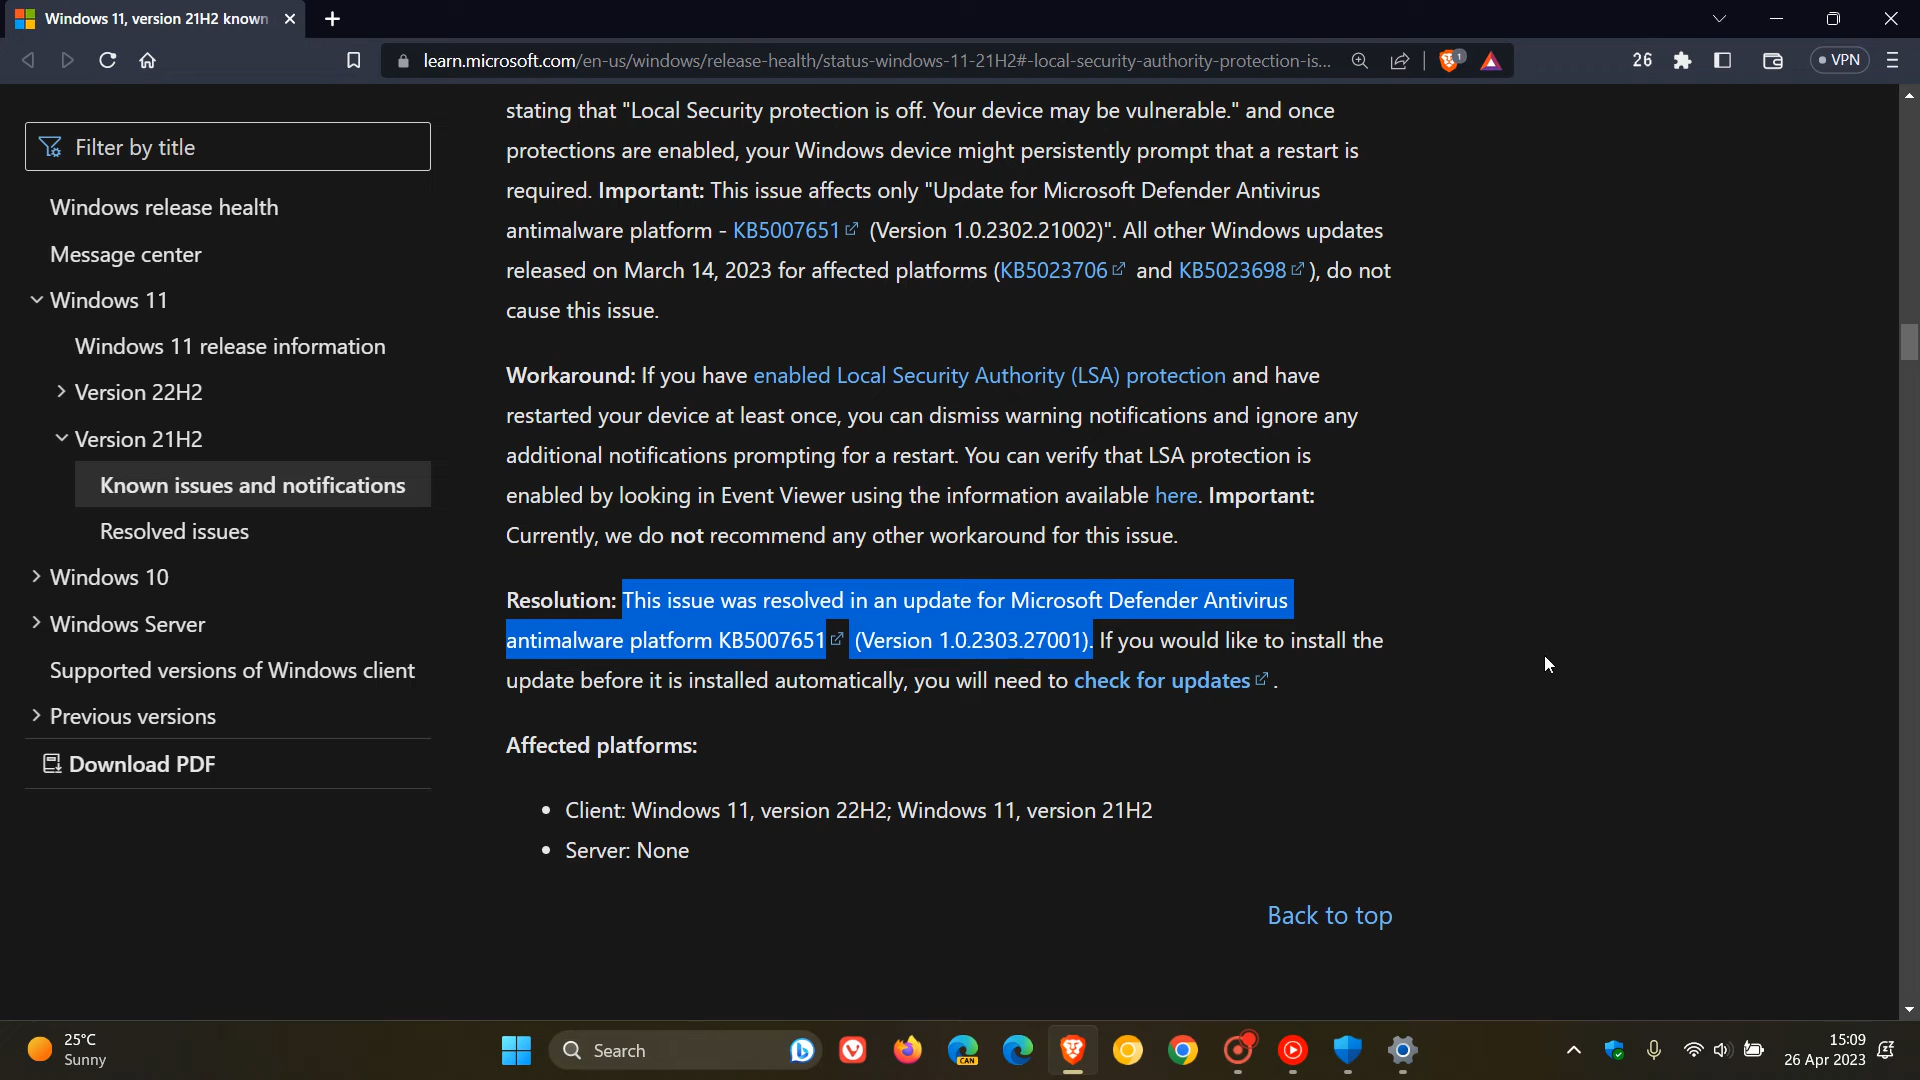 Windows 11, version 21H2 known
learn.microsoft.com/en-us/windows/release-health/status-windows-11-21H2#-local-security-authority-protection-is...
1
26
VPN
Filter by title
Windows release health
Message center
Windows 11
Windows 11 release information
Version 22H2
Version 21H2
Known issues and notifications
Resolved issues
Windows 10
Windows Server
Supported versions of Windows client
Previous versions
Download PDF
stating that "Local Security protection is off. Your device may be vulnerable." and once
protections are enabled, your Windows device might persistently prompt that a restart is
required. Important: This issue affects only "Update for Microsoft Defender Antivirus
antimalware platform - KB5007651 (Version 1.0.2302.21002)". All other Windows updates
released on March 14, 2023 for affected platforms (KB5023706 and KB5023698), do not
cause this issue.
Workaround: If you have enabled Local Security Authority (LSA) protection and have
restarted your device at least once, you can dismiss warning notifications and ignore any
additional notifications prompting for a restart. You can verify that LSA protection is
enabled by looking in Event Viewer using the information available here. Important:
Currently, we do not recommend any other workaround for this issue.
Resolution: This issue was resolved in an update for Microsoft Defender Antivirus
antimalware platform KB5007651 (Version 1.0.2303.27001). If you would like to install the
update before it is installed automatically, you will need to check for updates.
Affected platforms:
• Client: Windows 11, version 22H2; Windows 11, version 21H2
• Server: None
Back to top
25°C
Sunny
Search
CAN
15:09
26 Apr 2023